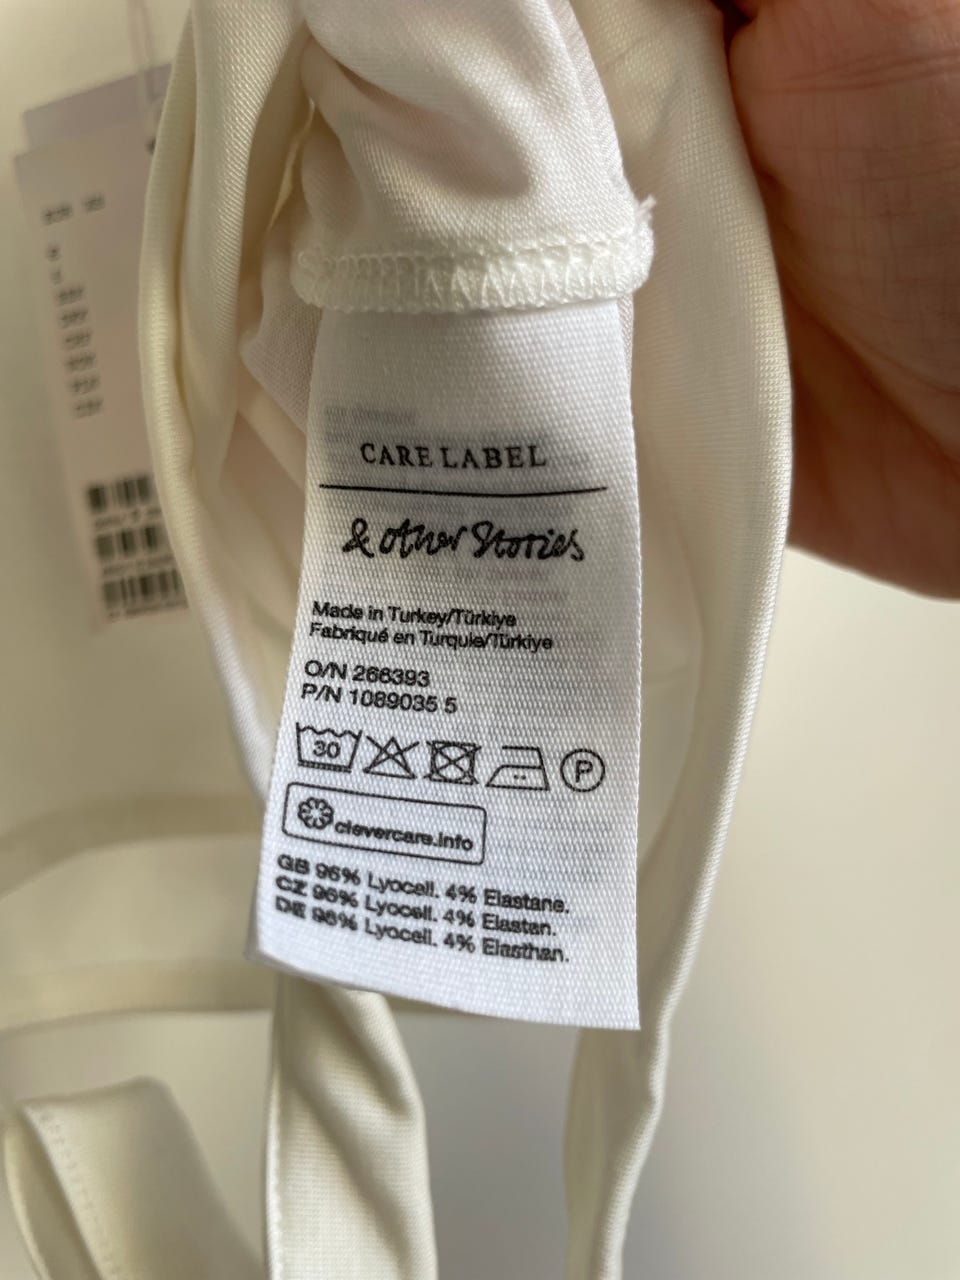 CARE LABEL
& Other Stories
Made in Turkey/Türkiye
Fabriqué en Turquie/Türkiye
O/N 266393
P/N 1089035 5
30
P
clevercare.info
GB 96% Lyocell. 4% Elastane.
CZ 96% Lyocell. 4% Elastan.
DE 96% Lyocell. 4% Elasthan.